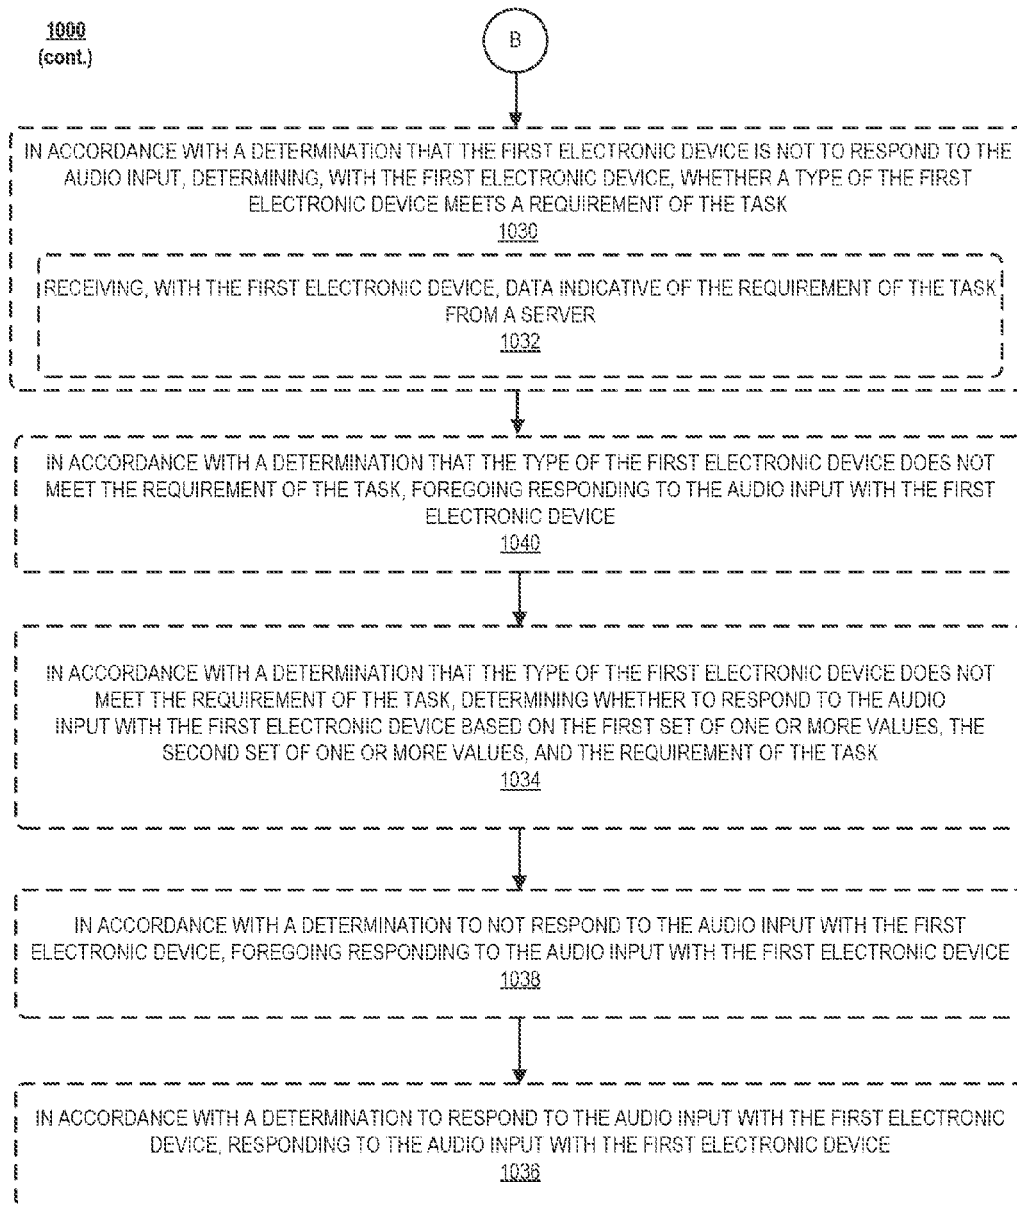 1000
(cont.)
B
IN ACCORDANCE WITH A DETERMINATION THAT THE FIRST ELECTRONIC DEVICE IS NOT TO RESPOND TO THE
AUDIO INPUT, DETERMINING, WITH THE FIRST ELECTRONIC DEVICE, WHETHER A TYPE OF THE FIRST
ELECTRONIC DEVICE MEETS A REQUIREMENT OF THE TASK
1030
RECEIVING, WITH THE FIRST ELECTRONIC DEVICE, DATA INDICATIVE OF THE REQUIREMENT OF THE TASK
FROM A SERVER
1032
IN ACCORDANCE WITH A DETERMINATION THAT THE TYPE OF THE FIRST ELECTRONIC DEVICE DOES NOT
MEET THE REQUIREMENT OF THE TASK, FOREGOING RESPONDING TO THE AUDIO INPUT WITH THE FIRST
ELECTRONIC DEVICE
1040
IN ACCORDANCE WITH A DETERMINATION THAT THE TYPE OF THE FIRST ELECTRONIC DEVICE DOES NOT
MEET THE REQUIREMENT OF THE TASK, DETERMINING WHETHER TO RESPOND TO THE AUDIO
INPUT WITH THE FIRST ELECTRONIC DEVICE BASED ON THE FIRST SET OF ONE OR MORE VALUES, THE
SECOND SET OF ONE OR MORE VALUES, AND THE REQUIREMENT OF THE TASK
1034
IN ACCORDANCE WITH A DETERMINATION TO NOT RESPOND TO THE AUDIO INPUT WITH THE FIRST
ELECTRONIC DEVICE, FOREGOING RESPONDING TO THE AUDIO INPUT WITH THE FIRST ELECTRONIC DEVICE
1038
IN ACCORDANCE WITH A DETERMINATION TO RESPOND TO THE AUDIO INPUT WITH THE FIRST ELECTRONIC
DEVICE, RESPONDING TO THE AUDIO INPUT WITH THE FIRST ELECTRONIC DEVICE
1036